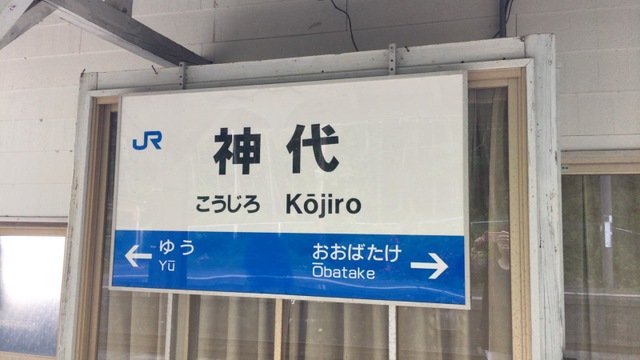 JR
神代
こうじろ Kōjiro
ゆう
Yū
おおばたけ
Ōbatake